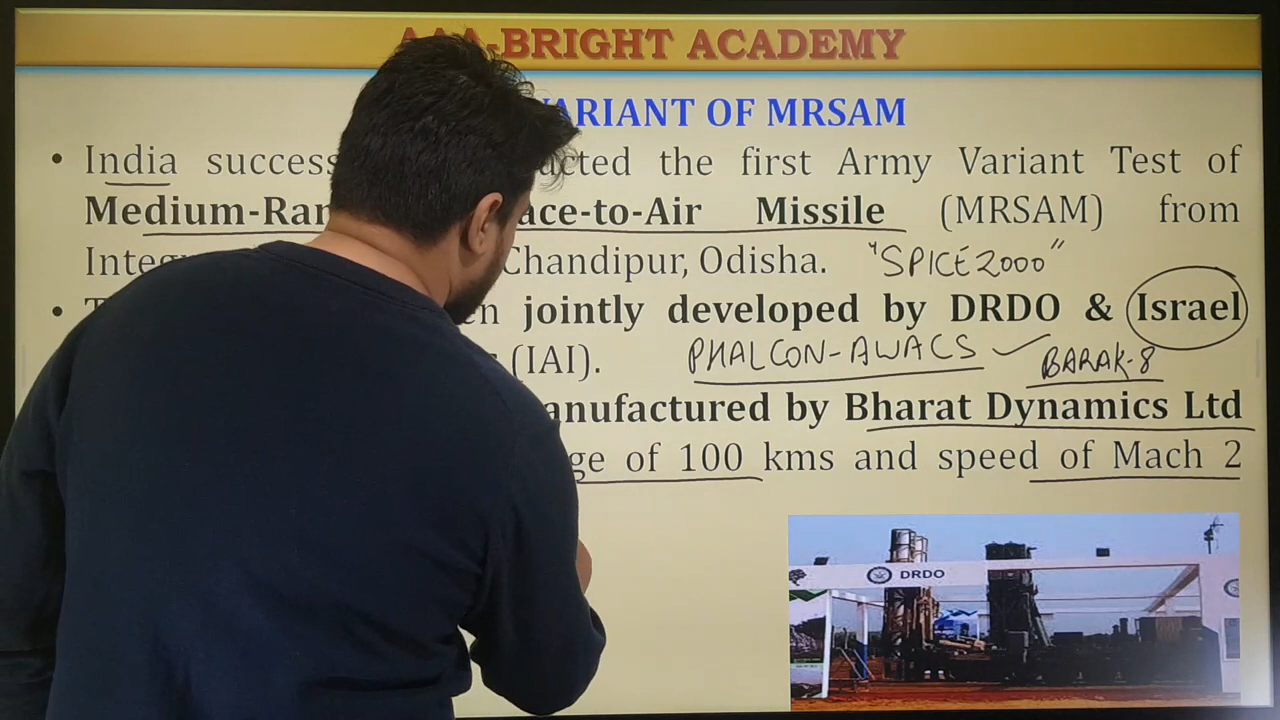 AAA-BRIGHT ACADEMY
VARIANT OF MRSAM
India success ucted the first Army Variant Test of
Medium-Ran ace-to-Air Missile (MRSAM) from
Integ Chandipur, Odisha. "SPICE 2000"
jointly developed by DRDO & Israel
(IAI). PHALCON-AWACS BARAK-8
anufactured by Bharat Dynamics Ltd
ge of 100 kms and speed of Mach 2
DRDO